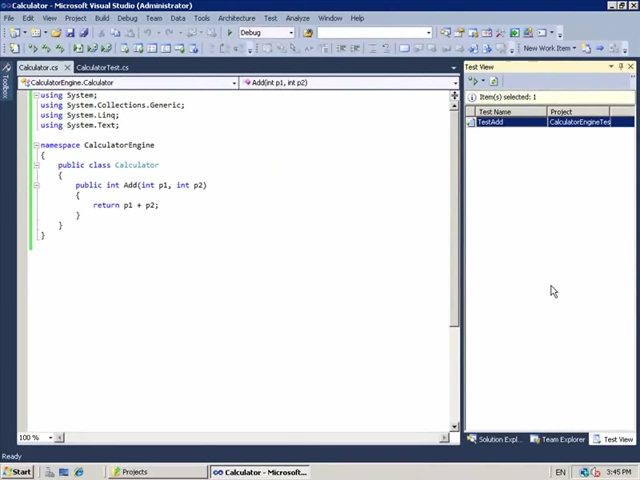 Calculator - Microsoft Visual Studio (Administrator)
File Edit View Project Build Debug Team Data Tools Architecture Test Analyze Window Help
Debug
New Work Item
Calculator.cs CalculatorTest.cs
CalculatorEngine.Calculator Add(int p1, int p2)
Toolbox
using System;
using System.Collections.Generic;
using System.Linq;
using System.Text;
namespace CalculatorEngine
{
public class Calculator
{
public int Add(int p1, int p2)
{
return p1 + p2;
}
}
}
100 %
Test View
Item(s) selected: 1
Test Name Project
TestAdd CalculatorEngineTes
Solution Expl... Team Explorer Test View
Ready
Start Projects Calculator - Microsoft... EN 3:45 PM